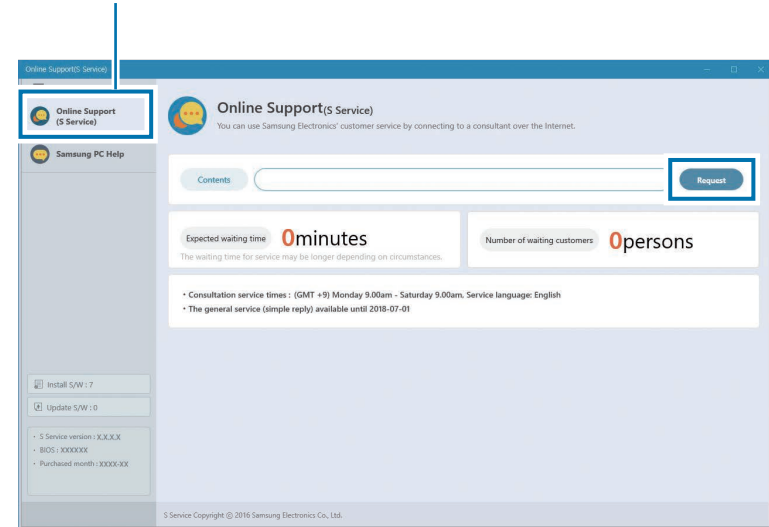 Online Support(S Service)
Online Support
(S Service)
Samsung PC Help
Install S/W : 7
Update S/W : 0
• S Service version : X.X.X.X
• BIOS : XXXXXX
• Purchased month : XXXX-XX
Online Support(S Service)
You can use Samsung Electronics' customer service by connecting to a consultant over the Internet.
Contents
Request
Expected waiting time 0minutes
The waiting time for service may be longer depending on circumstances.
Number of waiting customers 0persons
• Consultation service times : (GMT +9) Monday 9.00am - Saturday 9.00am, Service language: English
• The general service (simple reply) available until 2018-07-01
S Service Copyright © 2016 Samsung Electronics Co., Ltd.